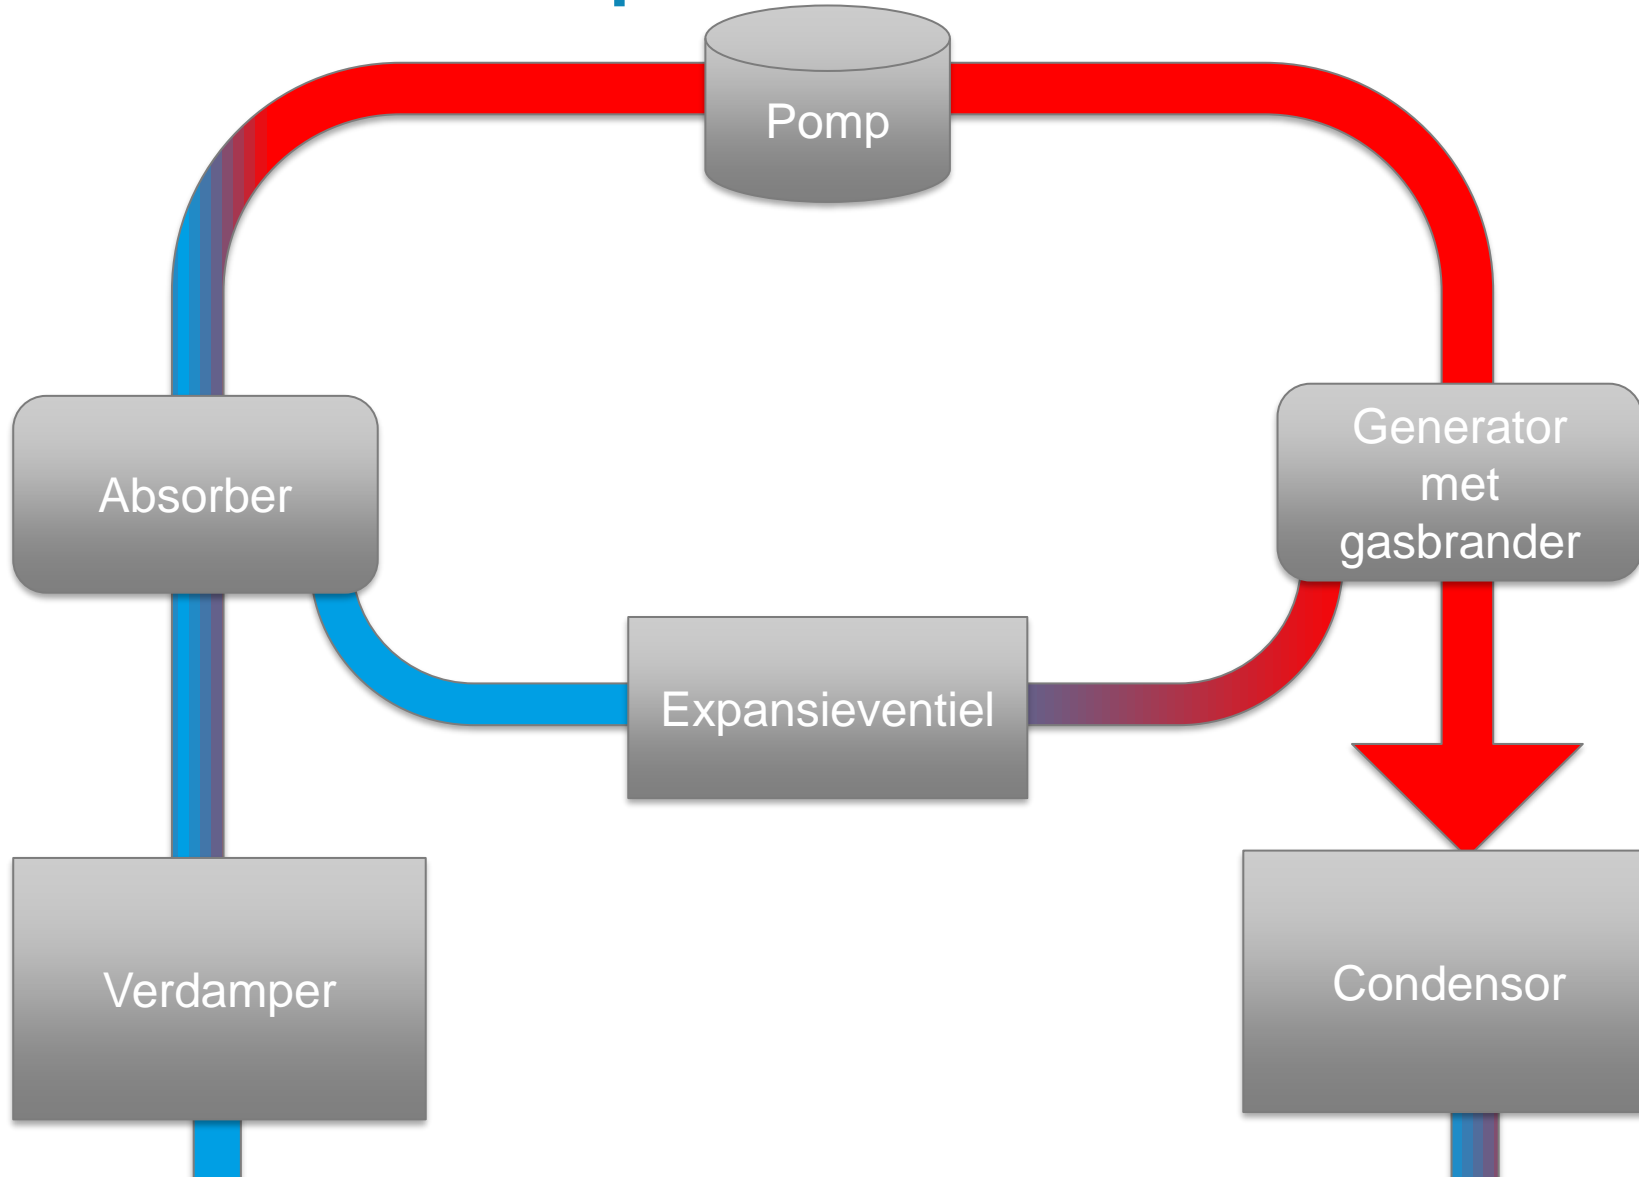 Pomp
Generator
met
gasbrander
Absorber
Expansieventiel
Verdamper
Condensor